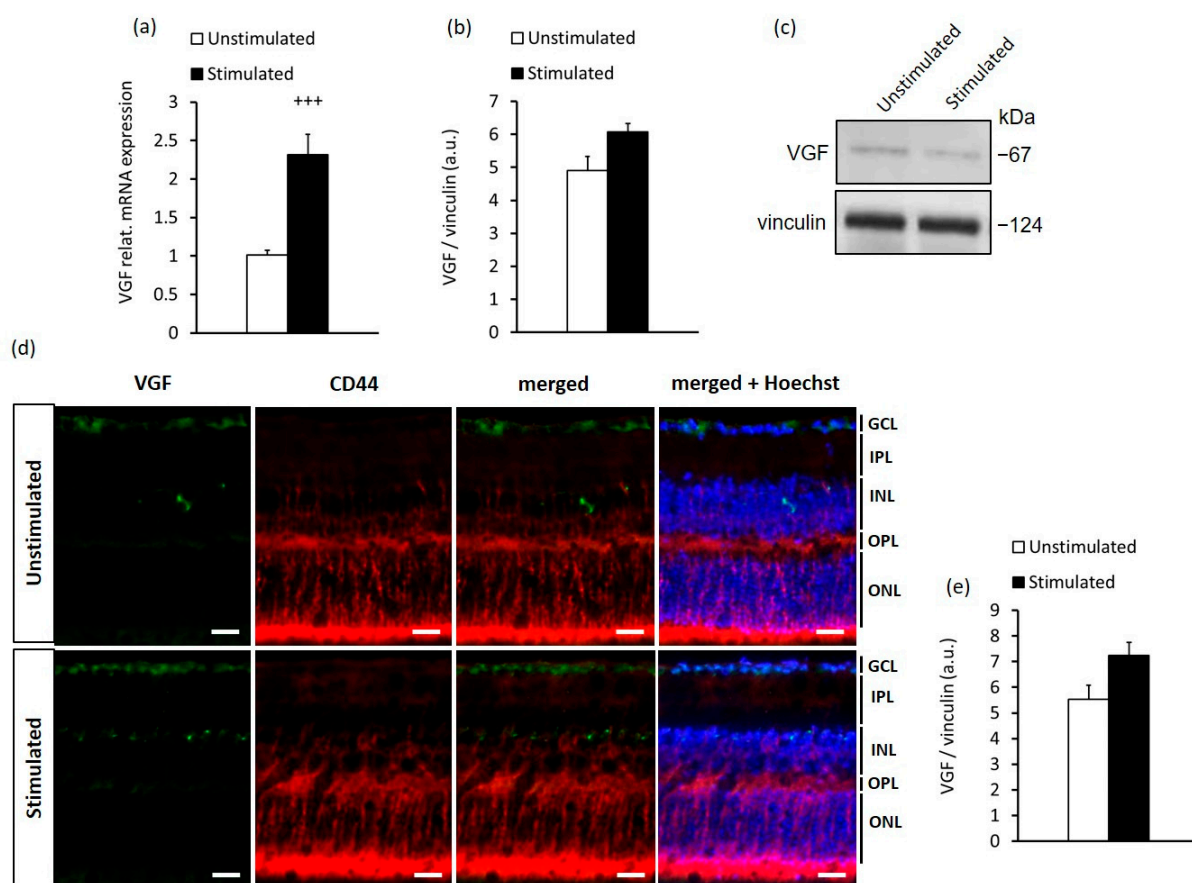 (a)
Unstimulated
Stimulated
+++
VGF relat. mRNA expression
3
2.5
2
1.5
1
0.5
0
(b)
Unstimulated
Stimulated
VGF / vinculin (a.u.)
7
6
5
4
3
2
1
0
(c)
Unstimulated
Stimulated
kDa
VGF
−67
vinculin
−124
(d)
VGF
CD44
merged
merged + Hoechst
Unstimulated
GCL
IPL
INL
OPL
ONL
Stimulated
GCL
IPL
INL
OPL
ONL
Unstimulated
Stimulated
(e)
VGF / vinculin (a.u.)
9
8
7
6
5
4
3
2
1
0